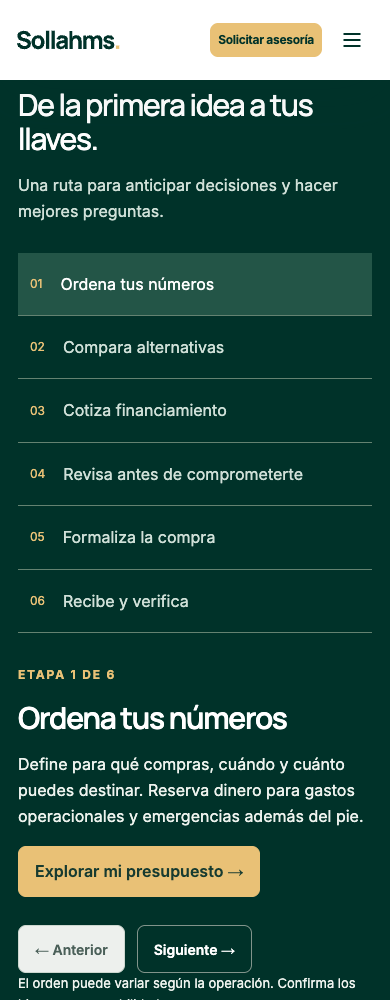 Sollahms.
Solicitar asesoría
De la primera idea a tus
llaves.
Una ruta para anticipar decisiones y hacer
mejores preguntas.
01 Ordena tus números
02 Compara alternativas
03 Cotiza financiamiento
04 Revisa antes de comprometerte
05 Formaliza la compra
06 Recibe y verifica
ETAPA 1 DE 6
Ordena tus números
Define para qué compras, cuándo y cuánto
puedes destinar. Reserva dinero para gastos
operacionales y emergencias además del pie.
Explorar mi presupuesto →
← Anterior
Siguiente →
El orden puede variar según la operación. Confirma los